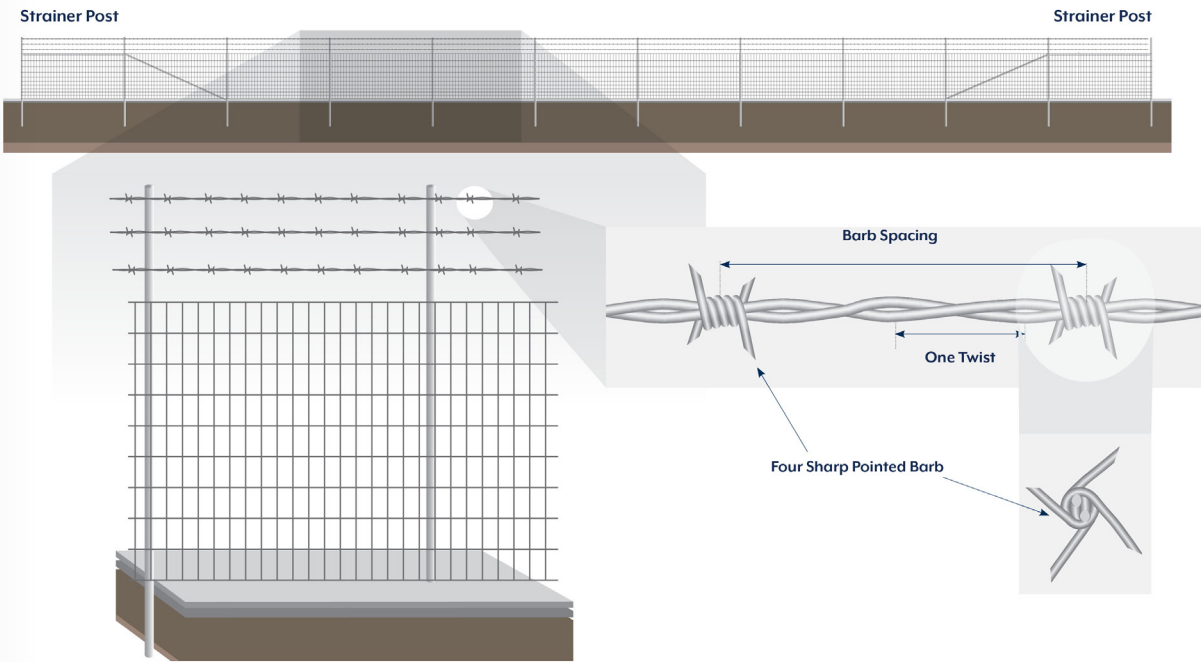 Strainer Post
Strainer Post
Barb Spacing
One Twist
Four Sharp Pointed Barb